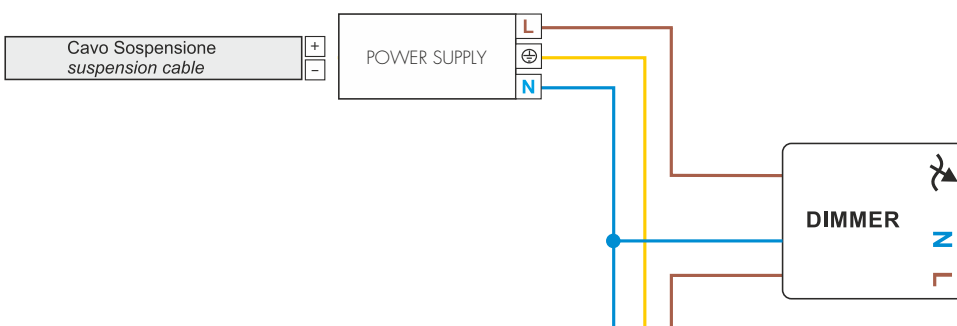 Cavo Sospensione
suspension cable
+
−
POWER SUPPLY
L
N
DIMMER
N
L